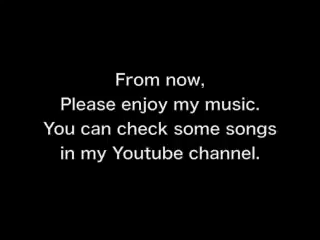 From now,
Please enjoy my music.
You can check some songs
in my Youtube channel.